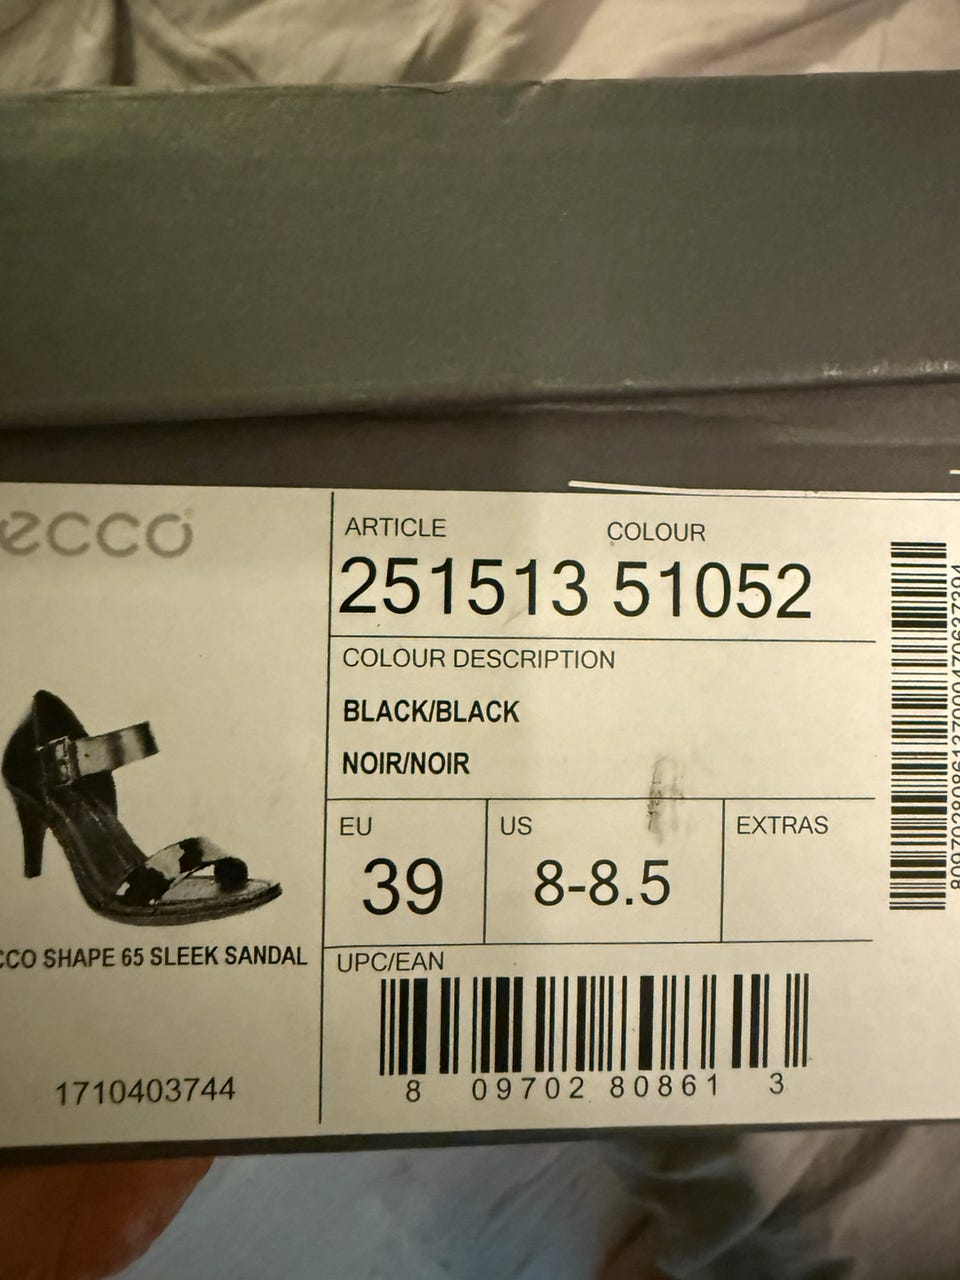 ecco
ARTICLE COLOUR
251513 51052
COLOUR DESCRIPTION
BLACK/BLACK
NOIR/NOIR
EU US EXTRAS
39 8-8.5
CCO SHAPE 65 SLEEK SANDAL
UPC/EAN
8 09702 80861 3
1710403744